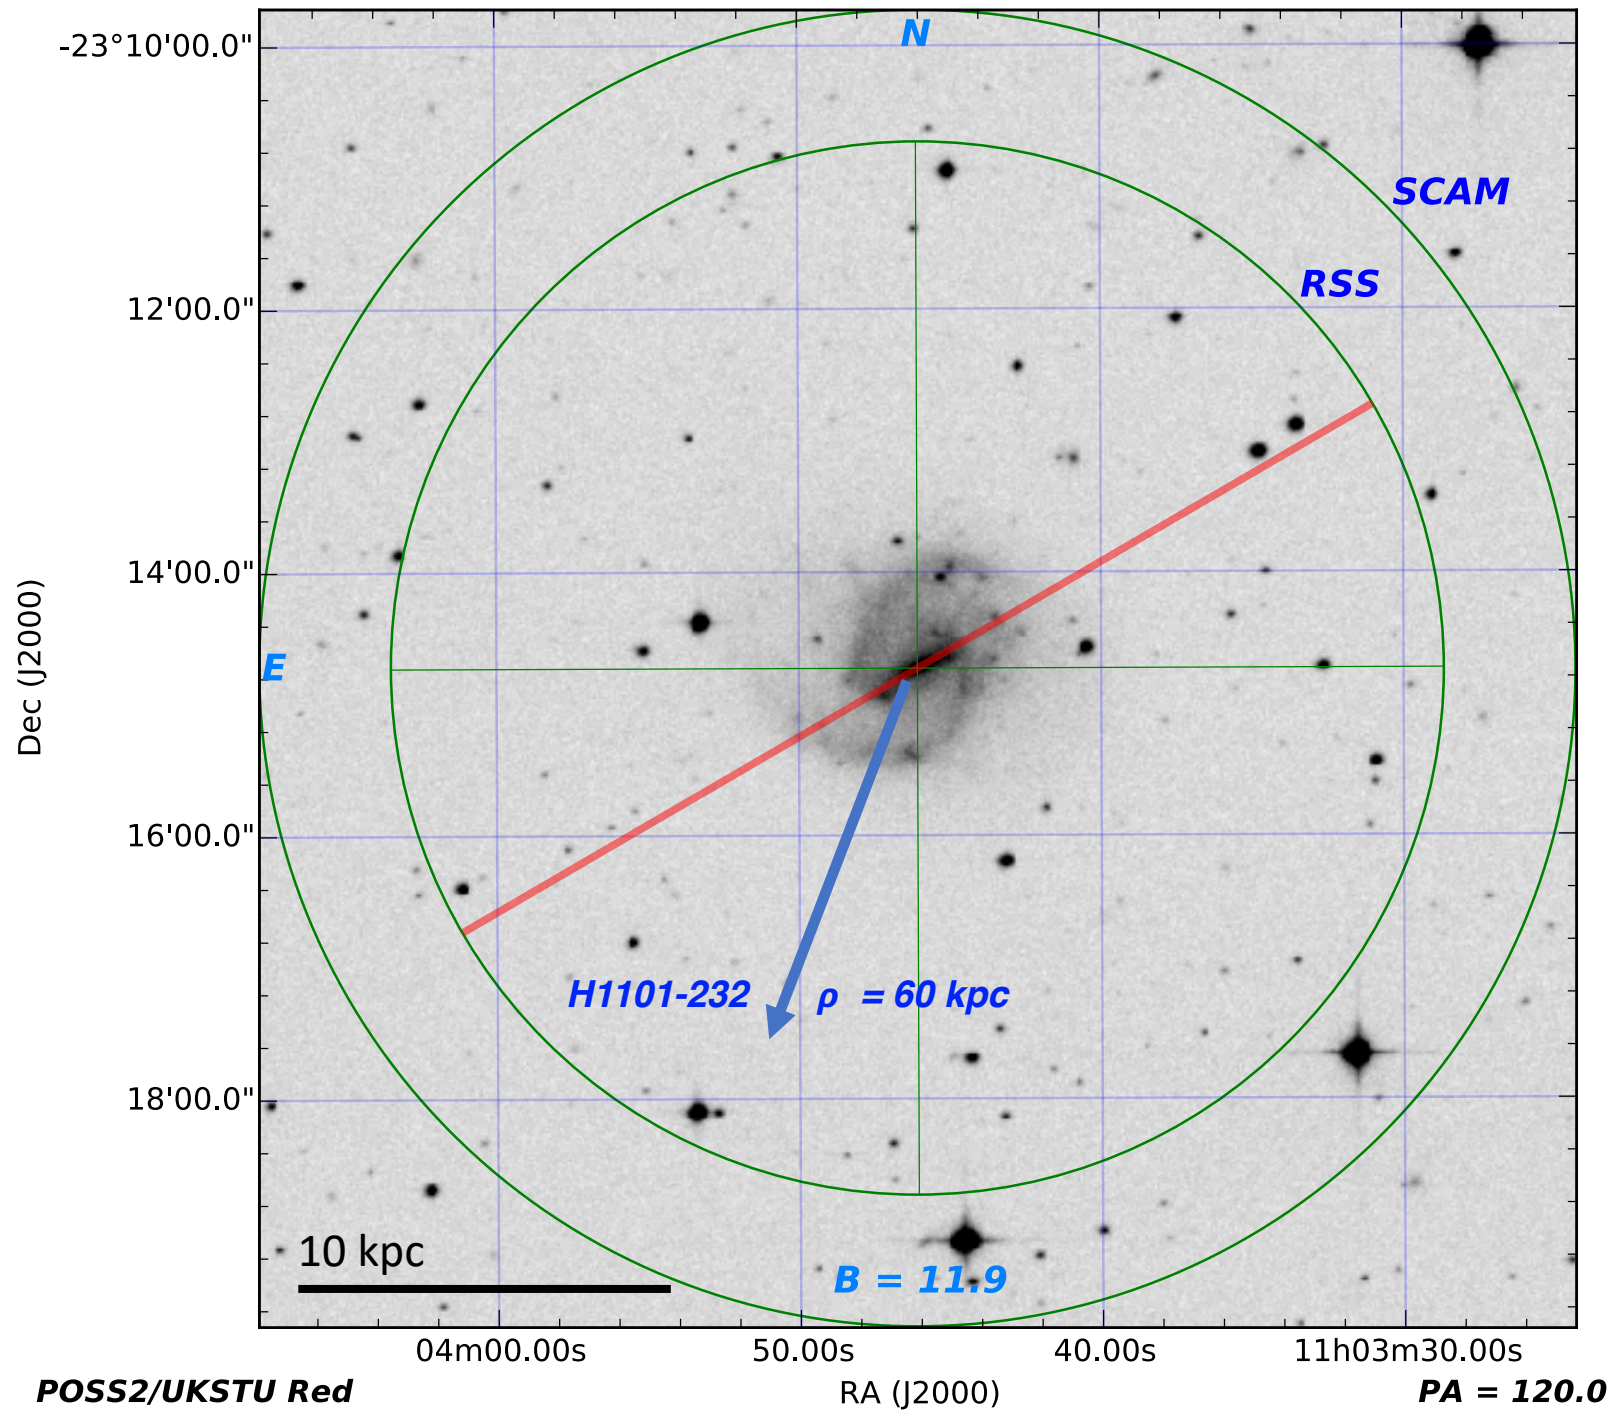 N
-23°10'00.0"
SCAM
RSS
12'00.0"
14'00.0"
E
Dec (J2000)
16'00.0"
H1101-232 ρ = 60 kpc
18'00.0"
10 kpc
B = 11.9
04m00.00s 50.00s 40.00s 11h03m30.00s
POSS2/UKSTU Red RA (J2000) PA = 120.0